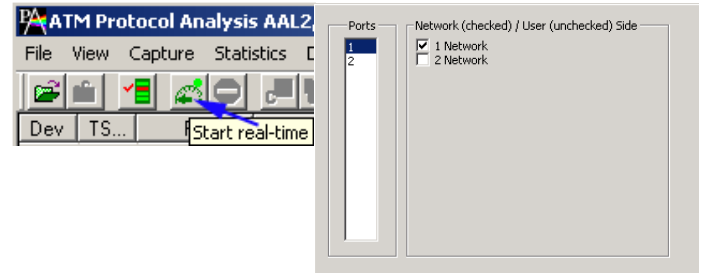 PA ATM Protocol Analysis AAL2,
File View Capture Statistics
Dev TS...
Start real-time
Ports
1
2
Network (checked) / User (unchecked) Side
1 Network
2 Network